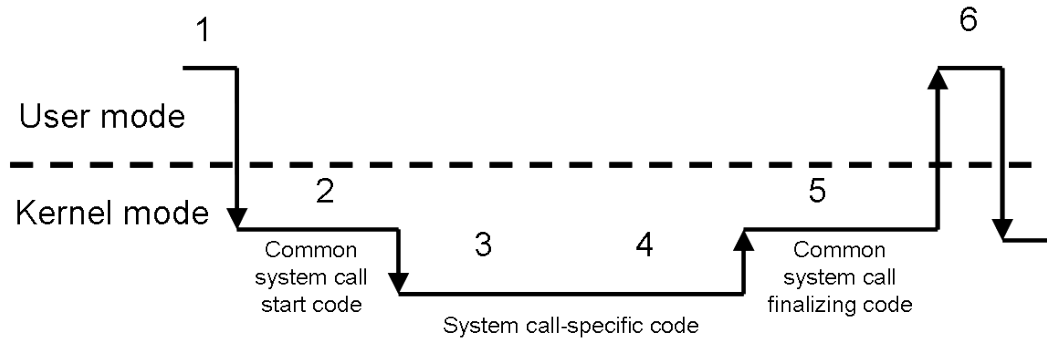 1
6
User mode
2
5
Kernel mode
3
4
Common
system call
start code
Common
system call
finalizing code
System call-specific code